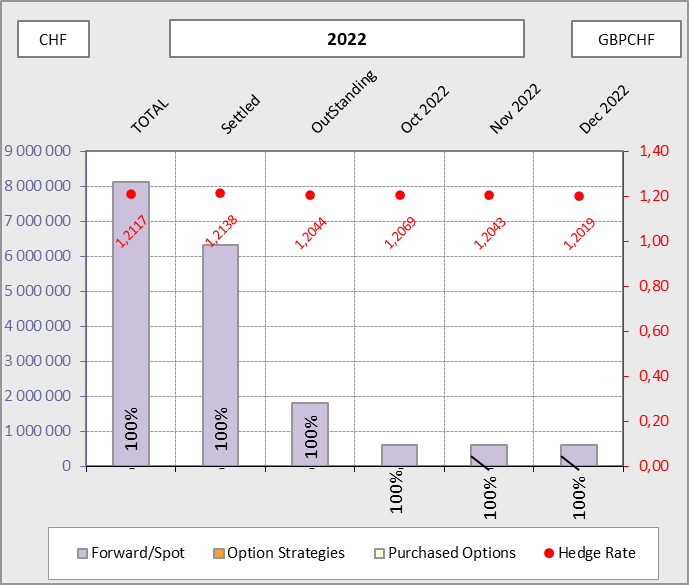 CHF
2022
GBPCHF
TOTAL
Settled
OutStanding
Oct 2022
Nov 2022
Dec 2022
9 000 000
8 000 000
7 000 000
6 000 000
5 000 000
4 000 000
3 000 000
2 000 000
1 000 000
0
1,40
1,20
1,00
0,80
0,60
0,40
0,20
0,00
1,2117
1,2138
1,2044
1,2069
1,2043
1,2019
100%
100%
100%
100%
100%
100%
Forward/Spot
Option Strategies
Purchased Options
Hedge Rate